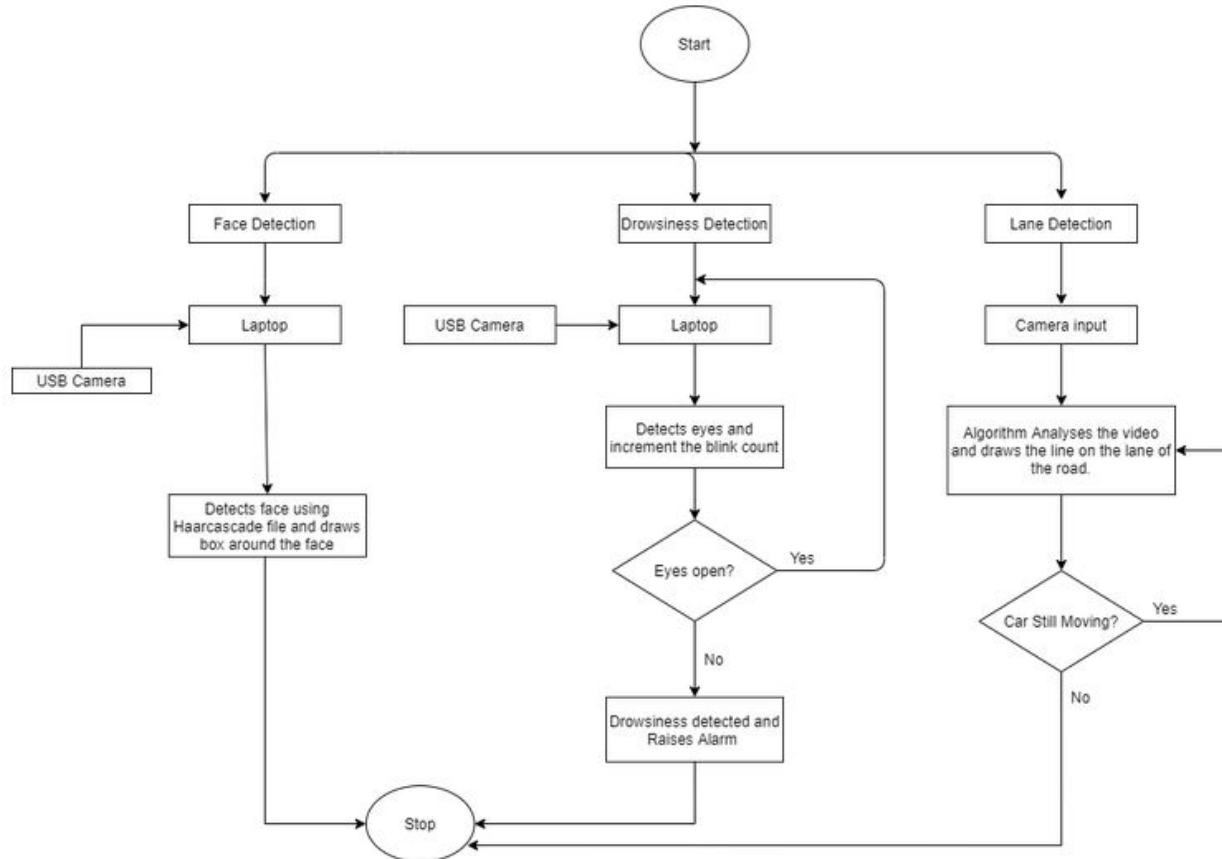 Start
Face Detection
Drowsiness Detection
Lane Detection
Laptop
USB Camera
Laptop
Camera input
USB Camera
Detects eyes and
increment the blink count
Algorithm Analyses the video
and draws the line on the lane of
the road.
Detects face using
Haarcascade file and draws
box around the face
Eyes open?
Yes
Car Still Moving?
Yes
No
No
Drowsiness detected and
Raises Alarm
Stop